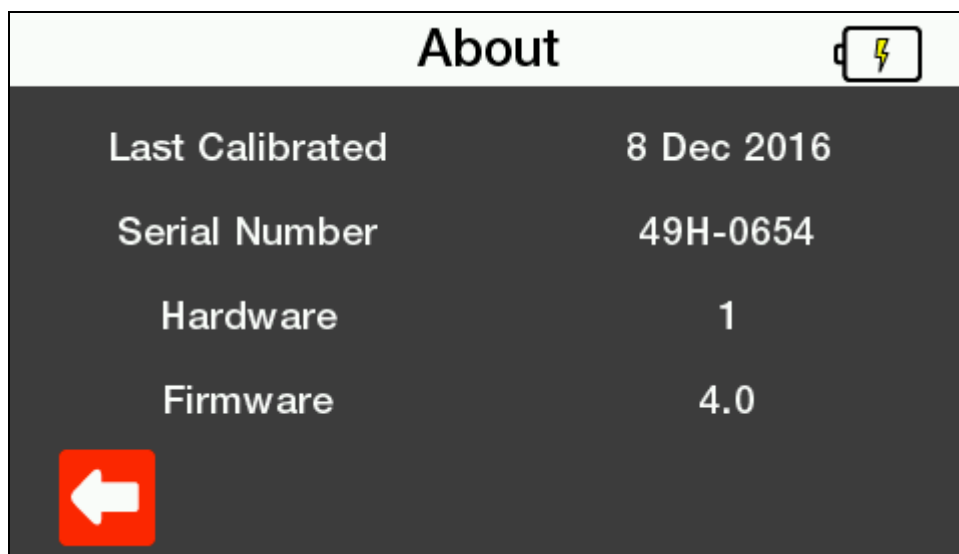 About
Last Calibrated 8 Dec 2016
Serial Number 49H-0654
Hardware 1
Firmware 4.0